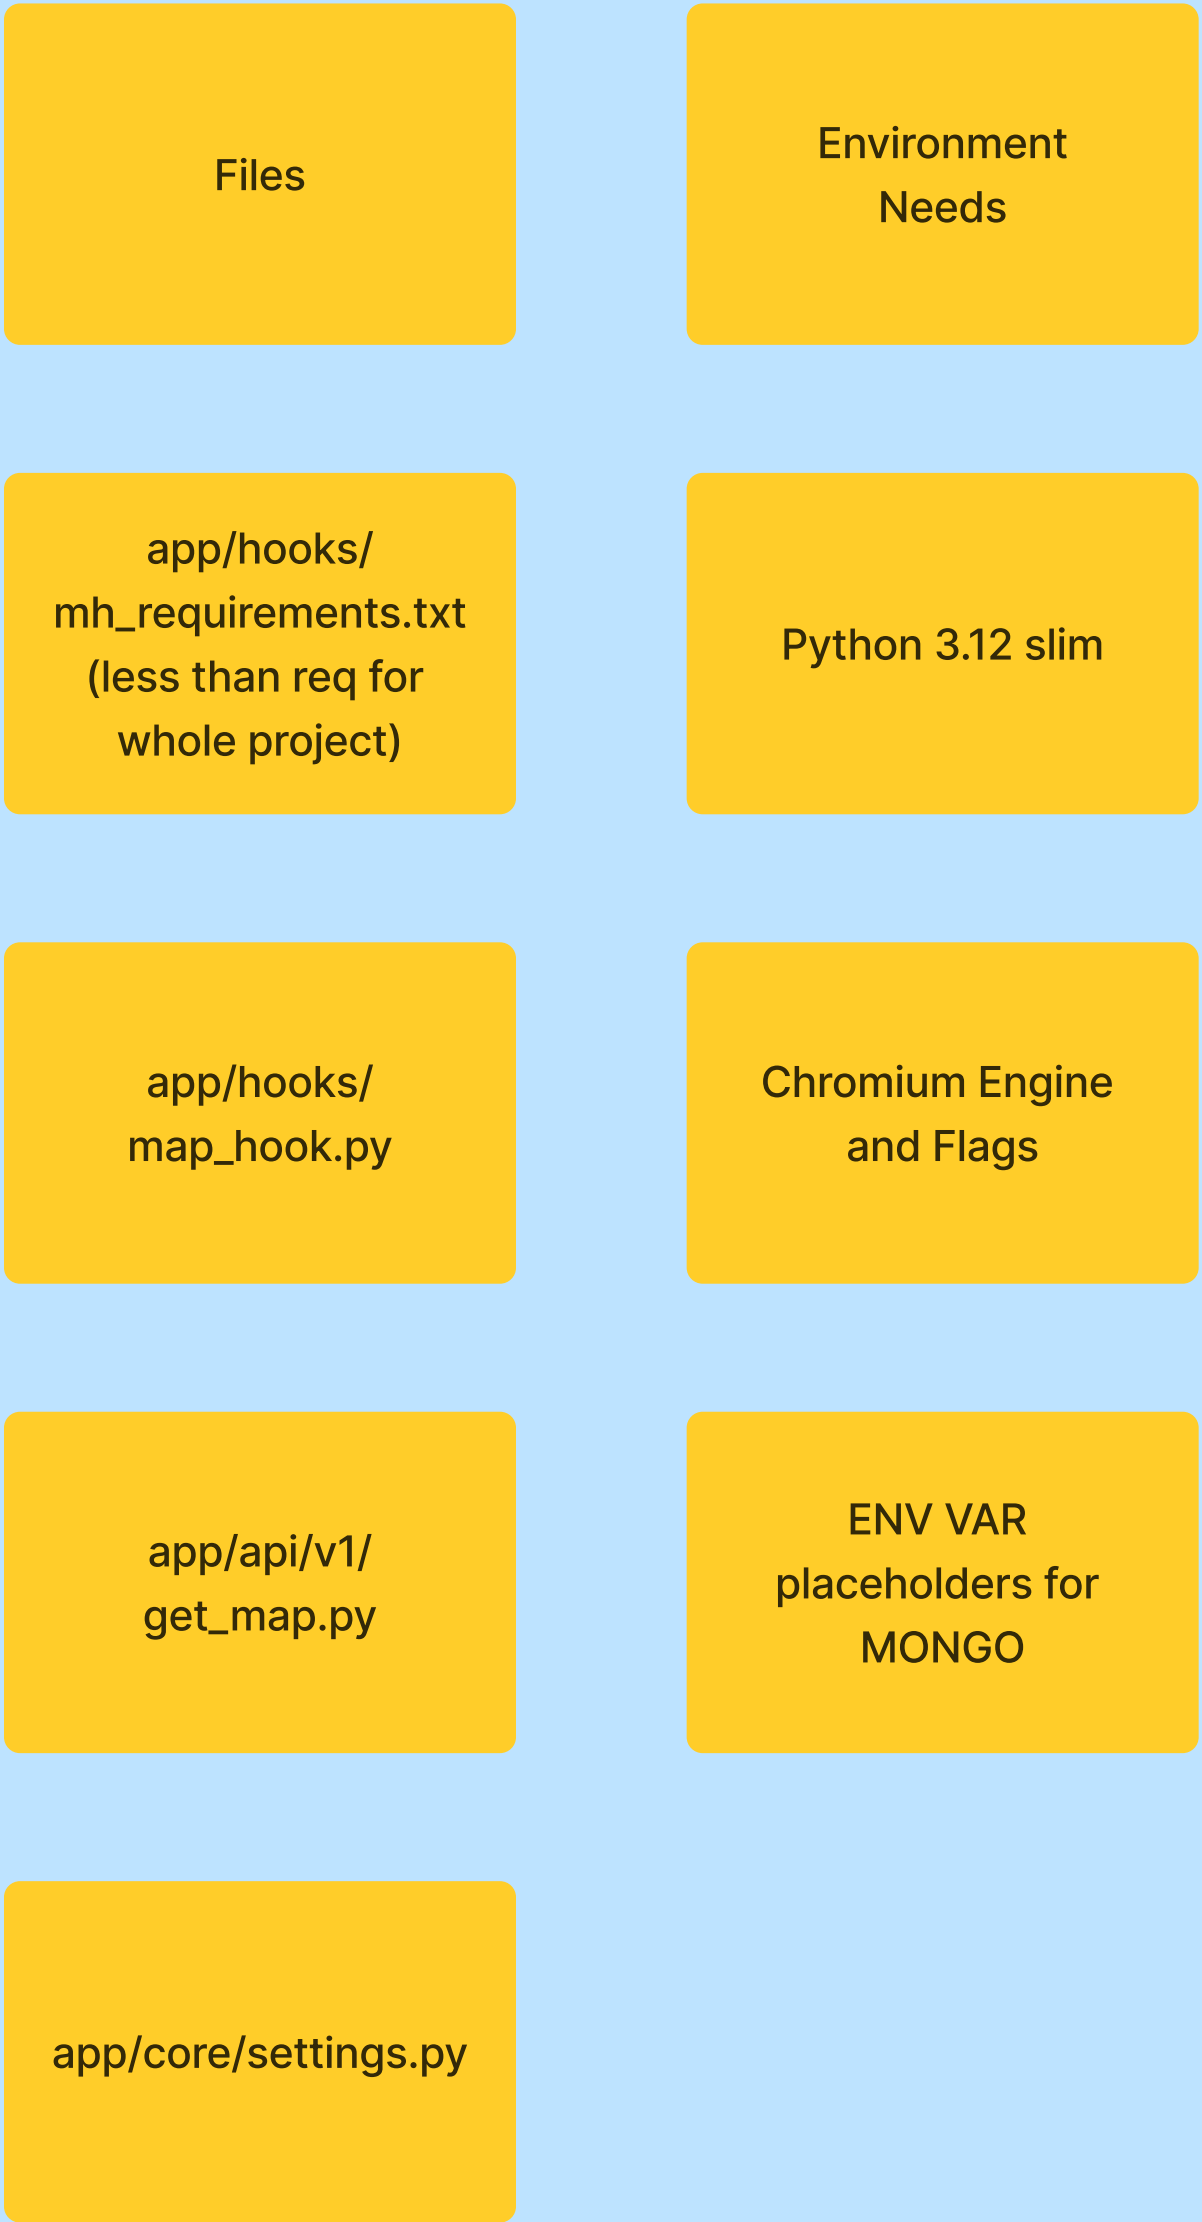 Files
Environment
Needs
app/hooks/
mh_requirements.txt
(less than req for
whole project)
Python 3.12 slim
app/hooks/
map_hook.py
Chromium Engine
and Flags
app/api/v1/
get_map.py
ENV VAR
placeholders for
MONGO
app/core/settings.py